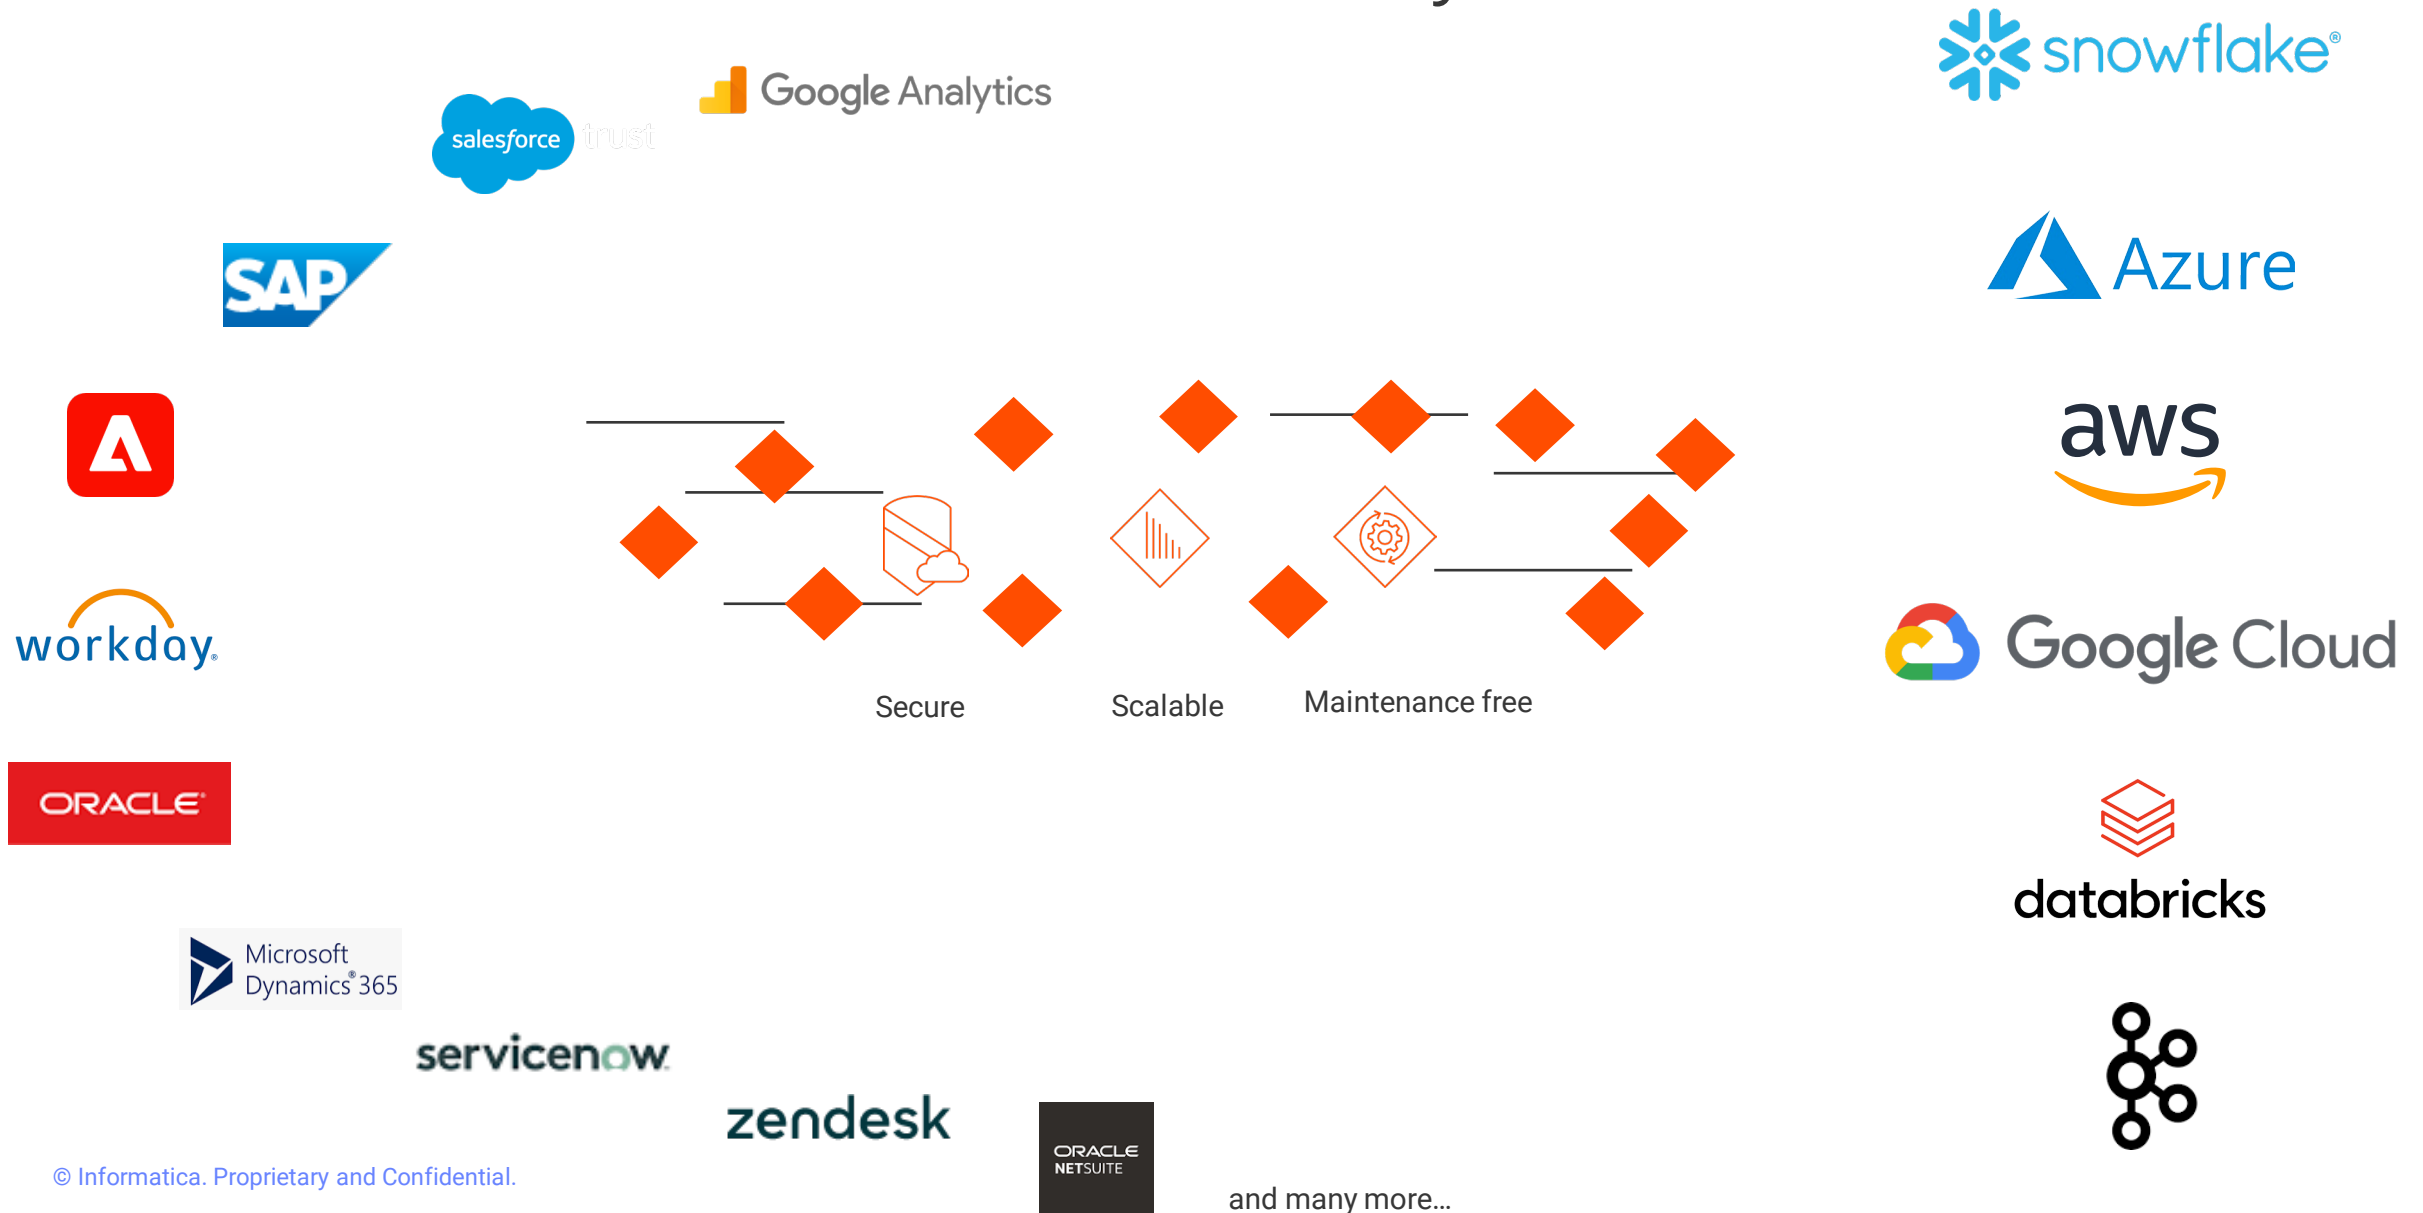 snowflake®
Google Analytics
salesforce trust
SAP
Azure
aws
workday®
Google Cloud
Secure
Scalable
Maintenance free
ORACLE®
databricks
Microsoft
Dynamics® 365
servicenow
zendesk
ORACLE
NETSUITE
© Informatica. Proprietary and Confidential.
and many more...